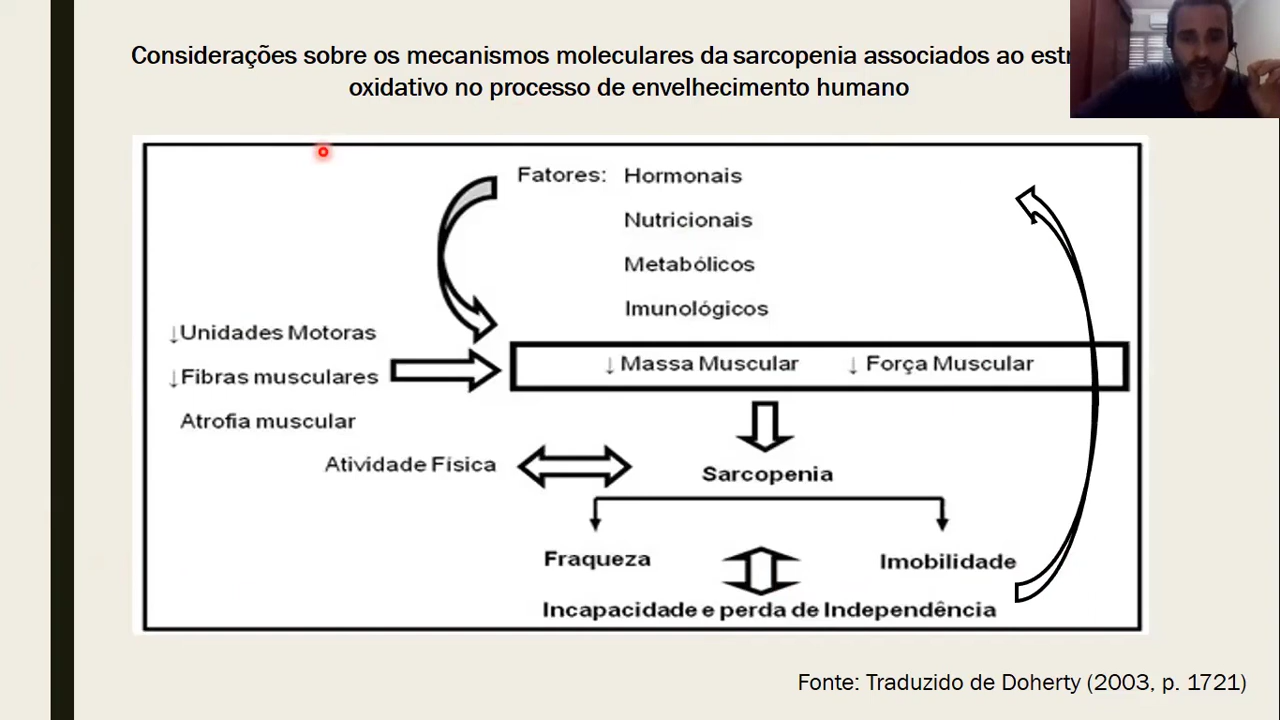 Considerações sobre os mecanismos moleculares da sarcopenia associados ao
oxidativo no processo de envelhecimento humano
Fatores: Hormonais
Nutricionais
Metabólicos
Imunológicos
↓Unidades Motoras
↓Fibras musculares
Atrofia muscular
↓ Massa Muscular ↓ Força Muscular
Atividade Física
Sarcopenia
Fraqueza
Imobilidade
Incapacidade e perda de Independência
Fonte: Traduzido de Doherty (2003, p. 1721)